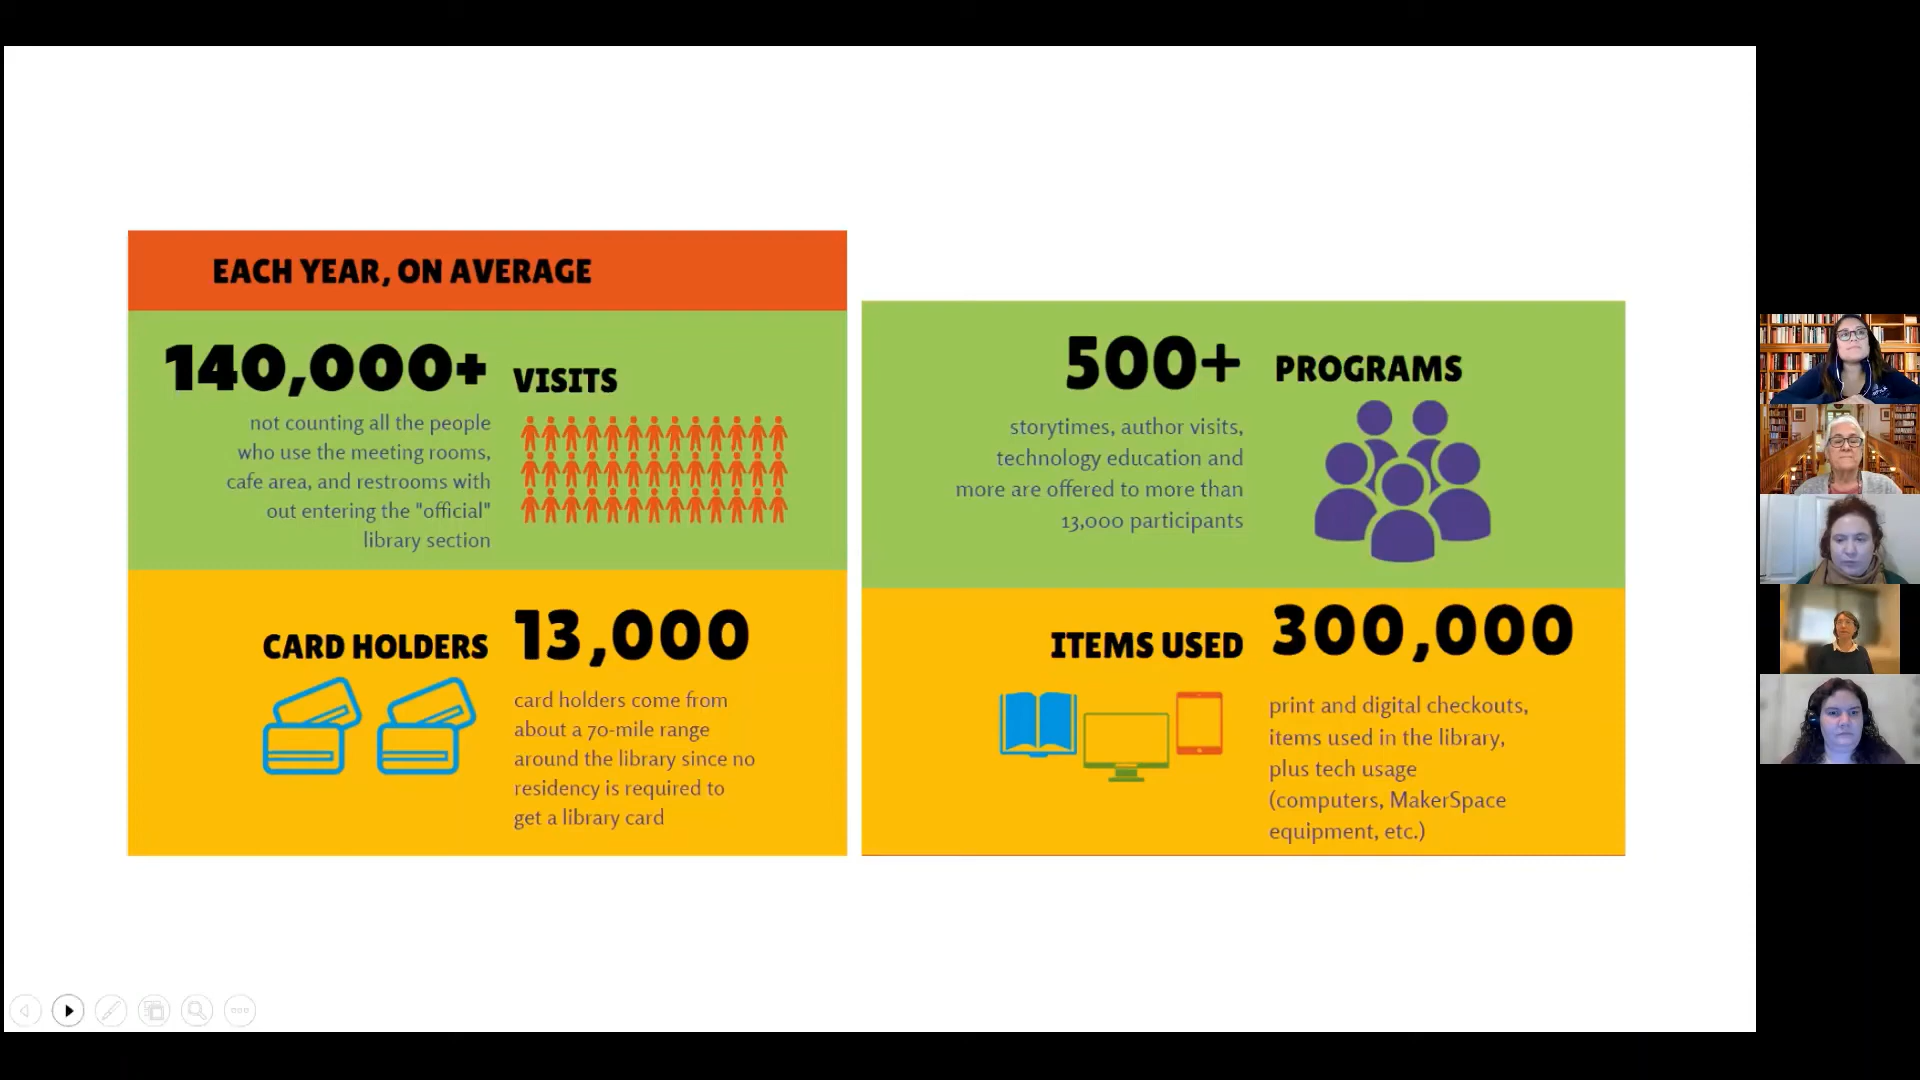 EACH YEAR, ON AVERAGE
140,000+ VISITS
not counting all the people
who use the meeting rooms,
cafe area, and restrooms with
out entering the "official"
library section
CARD HOLDERS 13,000
card holders come from
about a 70-mile range
around the library since no
residency is required to
get a library card
500+ PROGRAMS
storytimes, author visits,
technology education and
more are offered to more than
13,000 participants
ITEMS USED 300,000
print and digital checkouts,
items used in the library,
plus tech usage
(computers, MakerSpace
equipment, etc.)